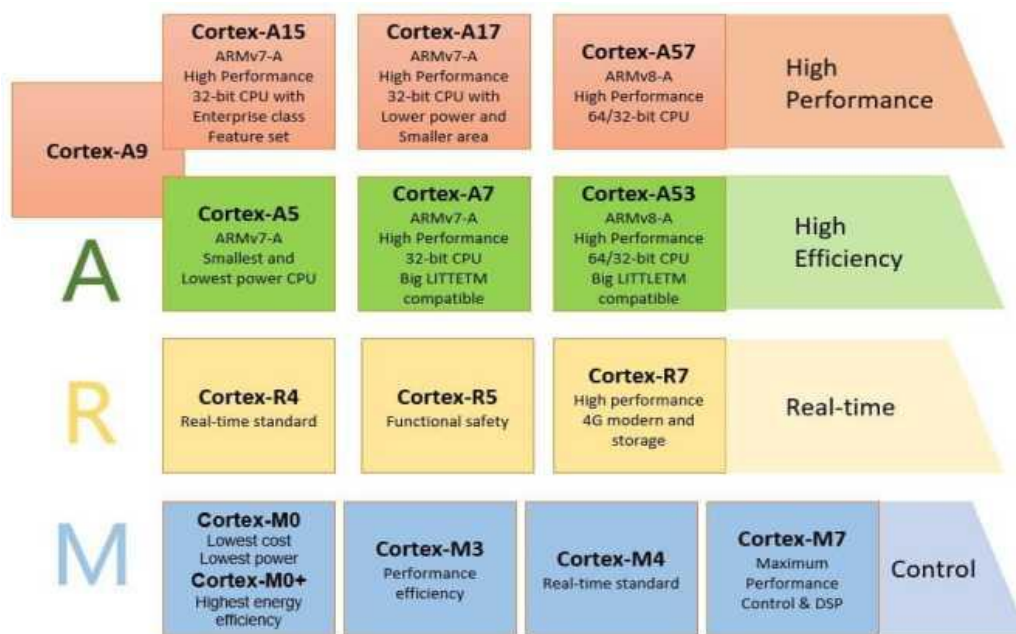 Cortex-A15
ARMv7-A
High Performance
32-bit CPU with
Enterprise class
Feature set
Cortex-A17
ARMv7-A
High Performance
32-bit CPU with
Lower power and
Smaller area
Cortex-A57
ARMv8-A
High Performance
64/32-bit CPU
High
Performance
Cortex-A9
A
Cortex-A5
ARMv7-A
Smallest and
Lowest power CPU
Cortex-A7
ARMv7-A
High Performance
32-bit CPU
Big LITTETM
compatible
Cortex-A53
ARMv8-A
High Performance
64/32-bit CPU
Big LITTLETM
compatible
High
Efficiency
R
Cortex-R4
Real-time standard
Cortex-R5
Functional safety
Cortex-R7
High performance
4G modern and
storage
Real-time
M
Cortex-M0
Lowest cost
Lowest power
Cortex-M0+
Highest energy
efficiency
Cortex-M3
Performance
efficiency
Cortex-M4
Real-time standard
Cortex-M7
Maximum
Performance
Control & DSP
Control